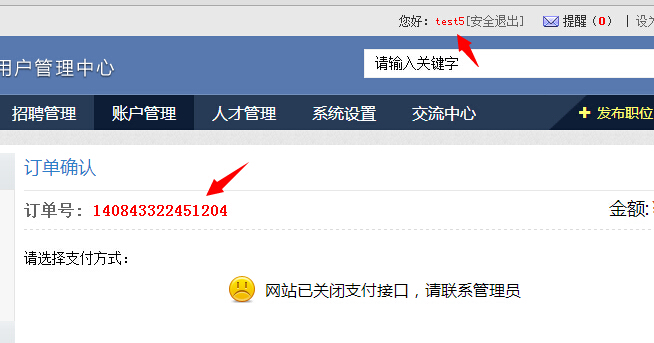 您好：test5[安全退出] 提醒（0） | 设为
用户管理中心
请输入关键字
招聘管理 账户管理 人才管理 系统设置 交流中心 + 发布职位
订单确认
订单号：140843322451204 金额:
请选择支付方式：
网站已关闭支付接口，请联系管理员